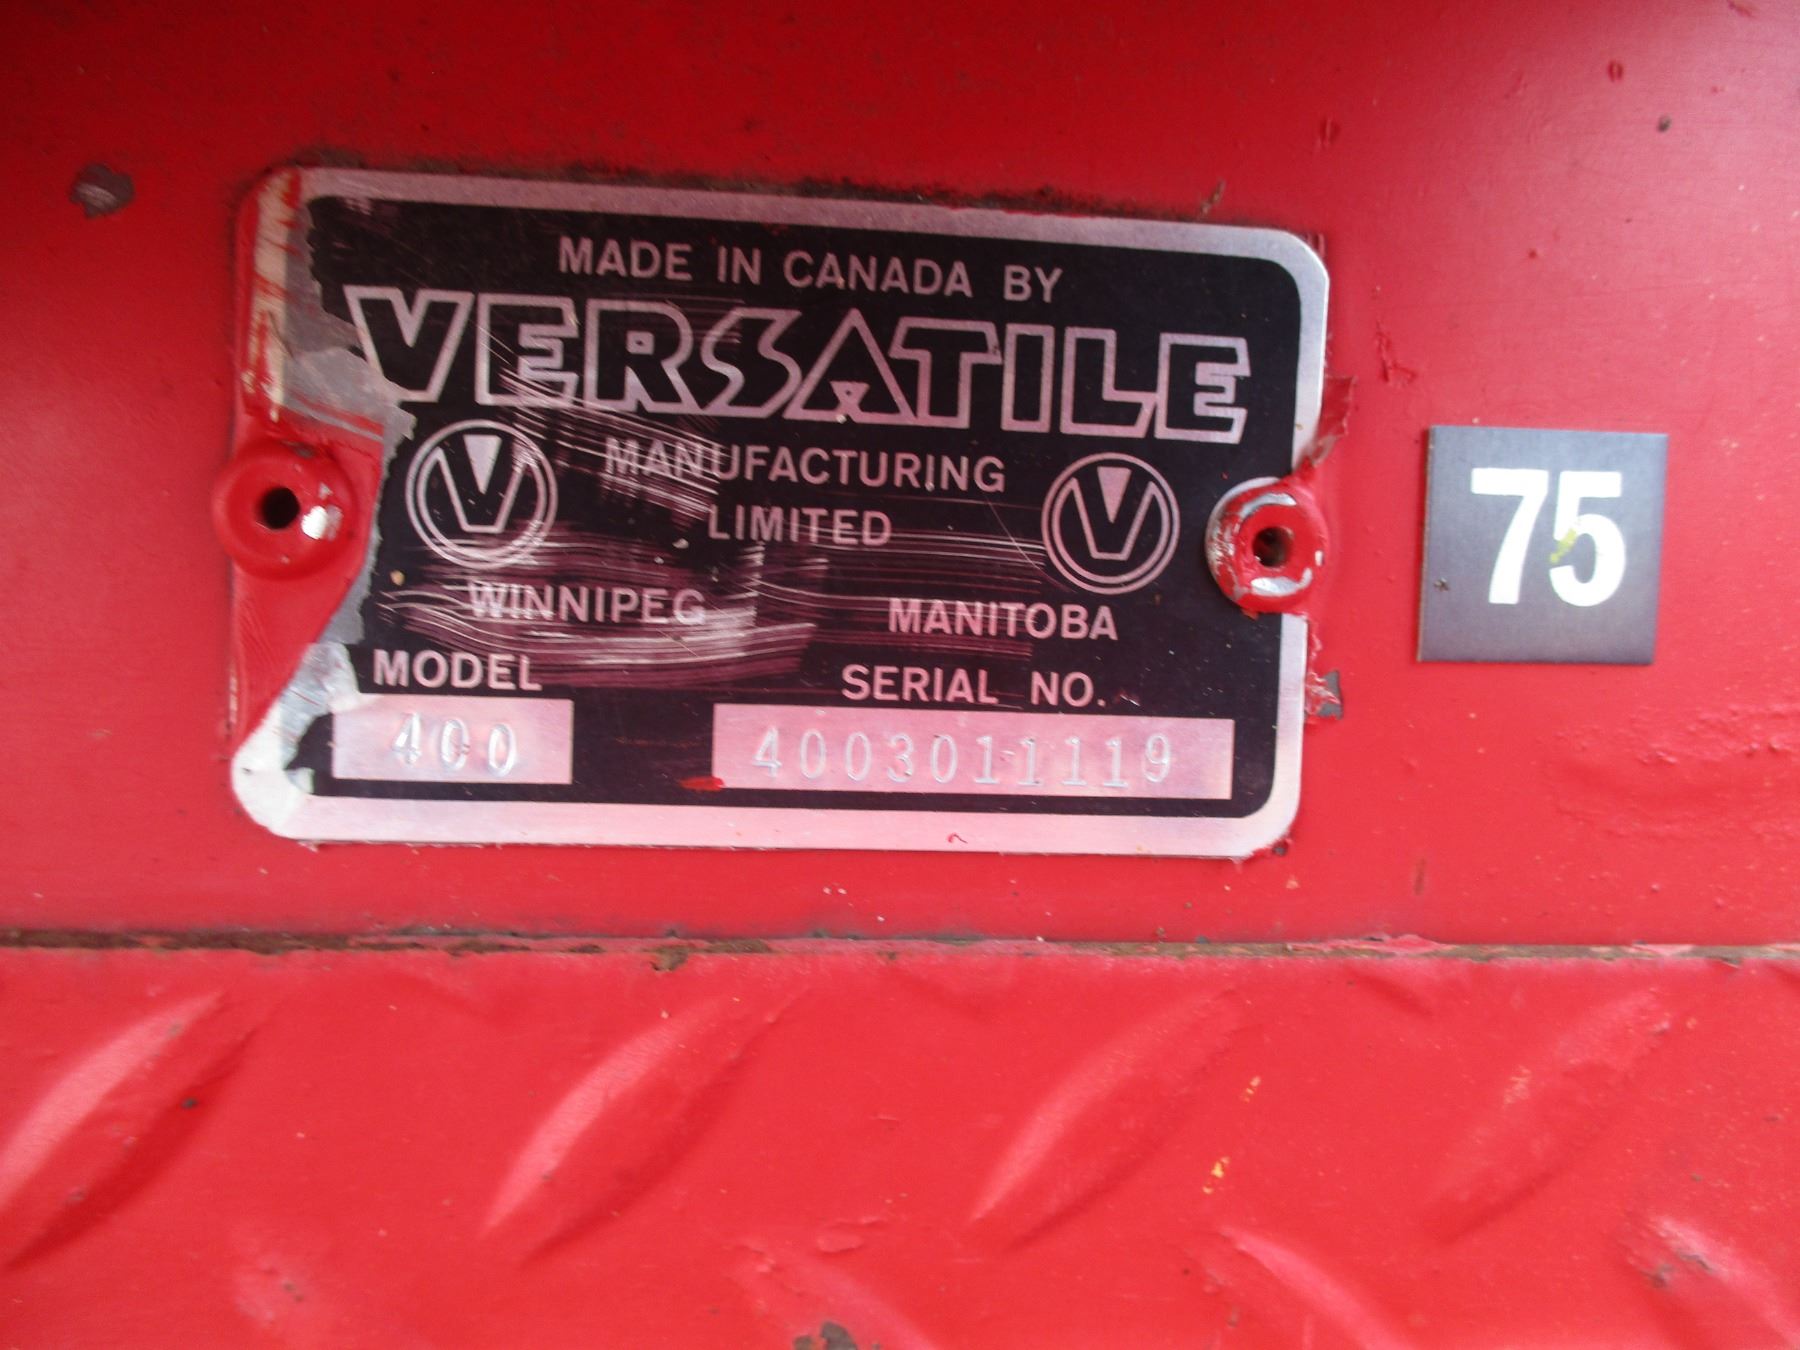 MADE IN CANADA BY
VERSATILE
MANUFACTURING
LIMITED
V V
WINNIPEG MANITOBA
MODEL SERIAL NO.
400 4003011119
75